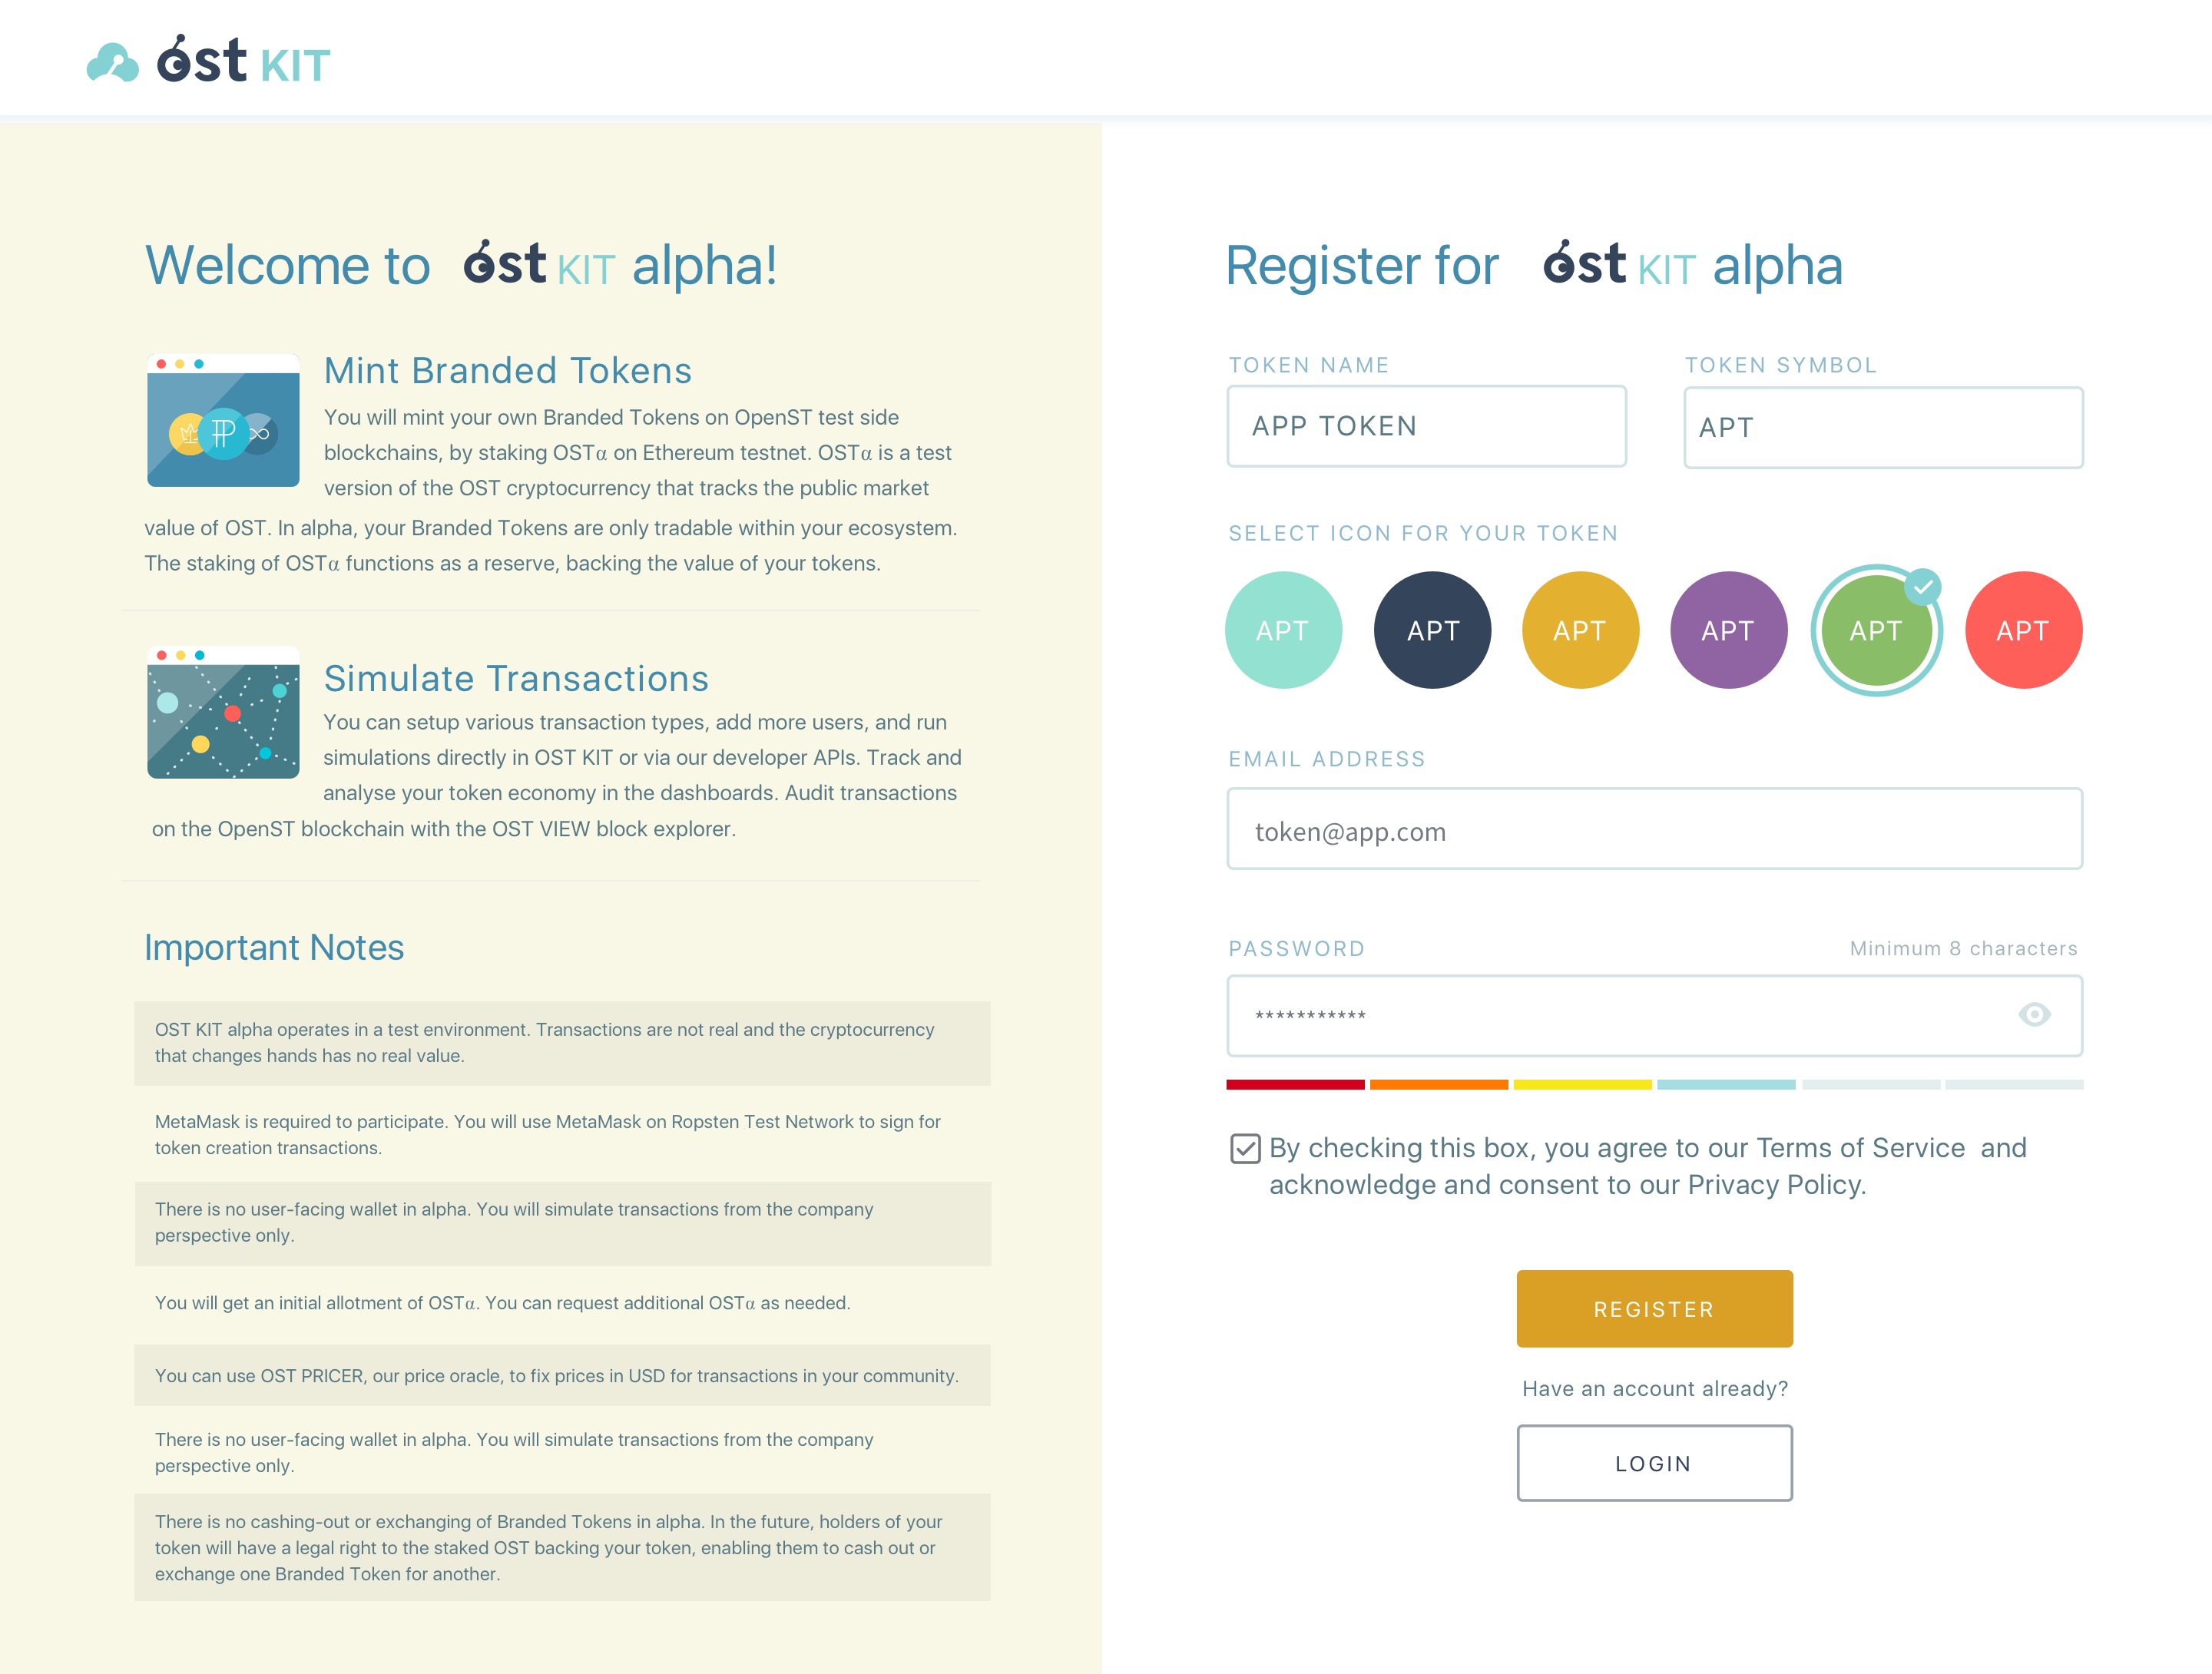 óst KIT
Welcome to óst KIT alpha!
Mint Branded Tokens
You will mint your own Branded Tokens on OpenST test side
blockchains, by staking OSTα on Ethereum testnet. OSTα is a test
version of the OST cryptocurrency that tracks the public market
value of OST. In alpha, your Branded Tokens are only tradable within your ecosystem.
The staking of OSTα functions as a reserve, backing the value of your tokens.
Simulate Transactions
You can setup various transaction types, add more users, and run
simulations directly in OST KIT or via our developer APIs. Track and
analyse your token economy in the dashboards. Audit transactions
on the OpenST blockchain with the OST VIEW block explorer.
Important Notes
OST KIT alpha operates in a test environment. Transactions are not real and the cryptocurrency
that changes hands has no real value.
MetaMask is required to participate. You will use MetaMask on Ropsten Test Network to sign for
token creation transactions.
There is no user-facing wallet in alpha. You will simulate transactions from the company
perspective only.
You will get an initial allotment of OSTα. You can request additional OSTα as needed.
You can use OST PRICER, our price oracle, to fix prices in USD for transactions in your community.
There is no user-facing wallet in alpha. You will simulate transactions from the company
perspective only.
There is no cashing-out or exchanging of Branded Tokens in alpha. In the future, holders of your
token will have a legal right to the staked OST backing your token, enabling them to cash out or
exchange one Branded Token for another.
Register for óst KIT alpha
TOKEN NAME
APP TOKEN
TOKEN SYMBOL
APT
SELECT ICON FOR YOUR TOKEN
APT APT APT APT APT APT
EMAIL ADDRESS
token@app.com
PASSWORD
Minimum 8 characters
***********
By checking this box, you agree to our Terms of Service and
acknowledge and consent to our Privacy Policy.
REGISTER
Have an account already?
LOGIN